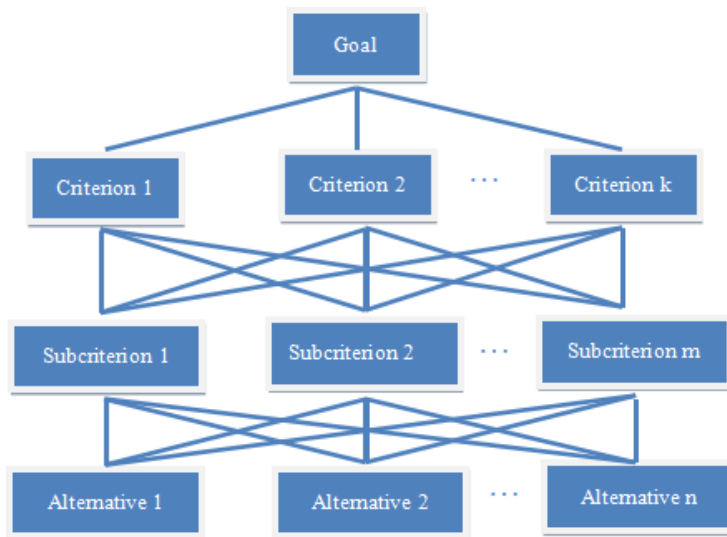 Goal
Criterion 1
Criterion 2
...
Criterion k
Subcriterion 1
Subcriterion 2
...
Subcriterion m
Alternative 1
Alternative 2
...
Alternative n